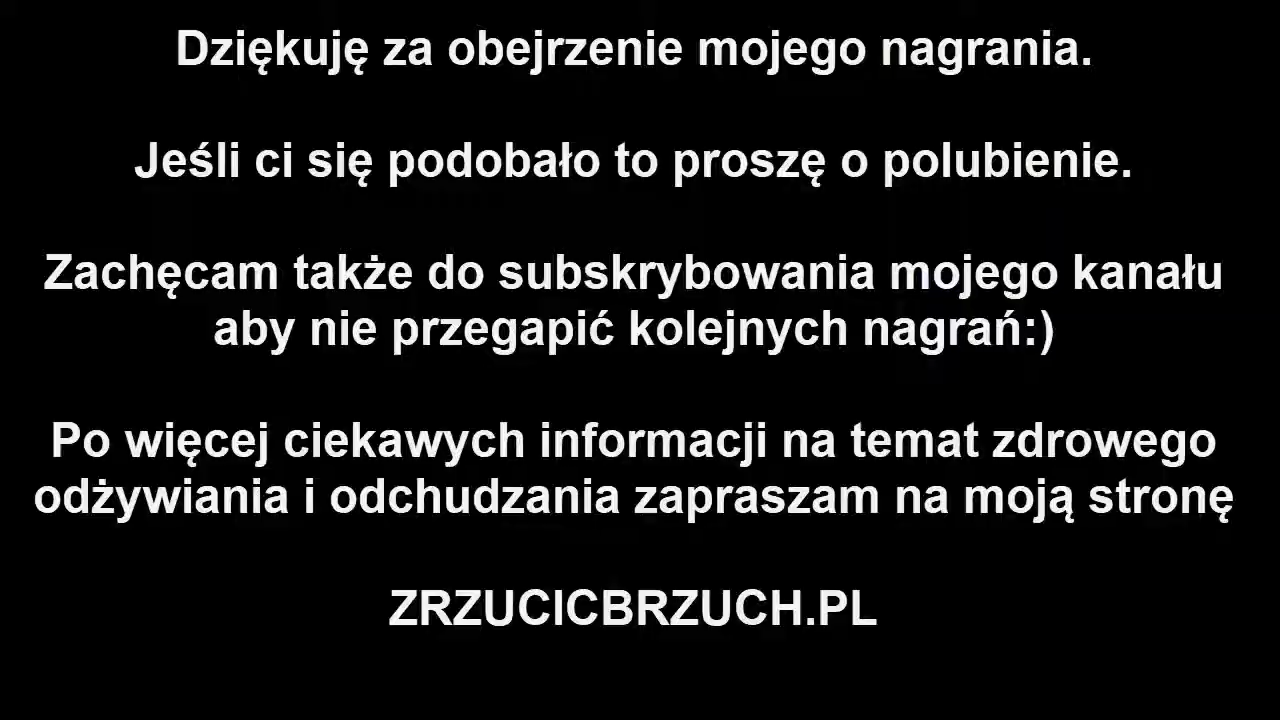 Dziękuję za obejrzenie mojego nagrania.
Jeśli ci się podobało to proszę o polubienie.
Zachęcam także do subskrybowania mojego kanału
aby nie przegapić kolejnych nagrań:)
Po więcej ciekawych informacji na temat zdrowego
odżywiania i odchudzania zapraszam na moją stronę
ZRZUCICBRZUCH.PL